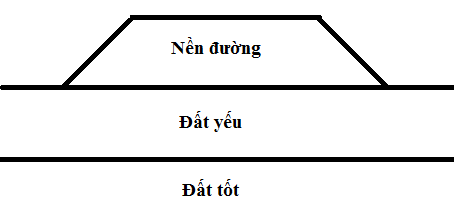 Nền đường
Đất yếu
Đất tốt